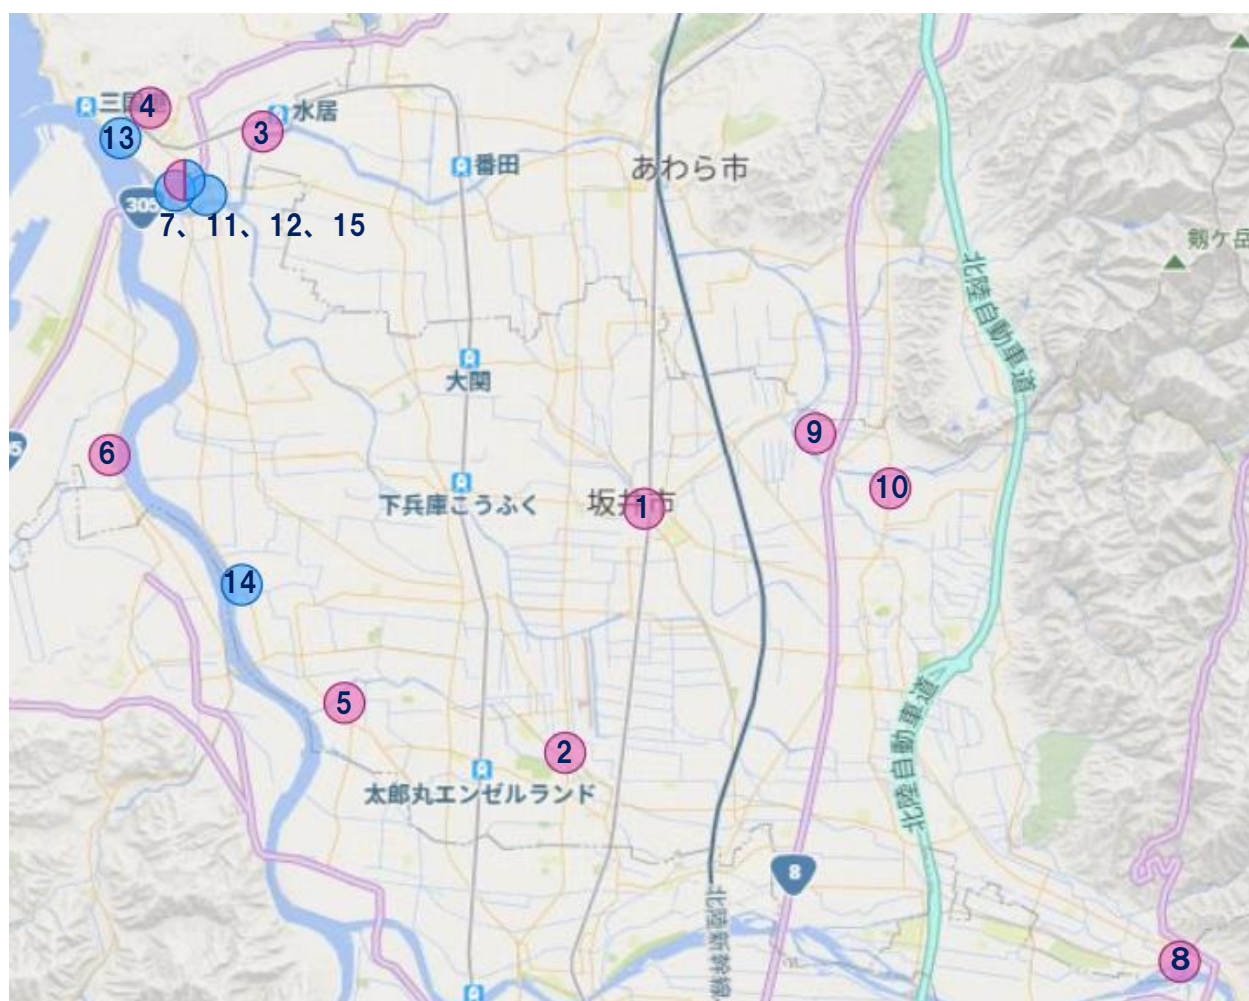 三国
4
13
3
水居
番田
あわら市
305
7、11、12、15
剱ケ岳
北陸自動車道
大関
6
9
下兵庫こうふく
坂井市
1
10
14
5
2
太郎丸エンゼルランド
北陸自動車道
8
北陸新幹線
8